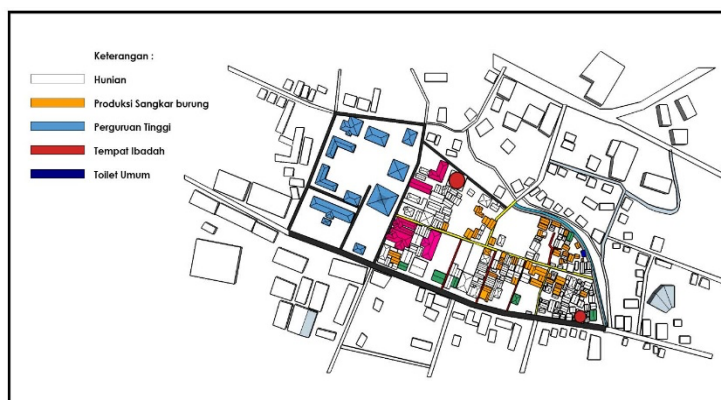 Keterangan :
Hunian
Produksi Sangkar burung
Perguruan Tinggi
Tempat Ibadah
Toilet Umum